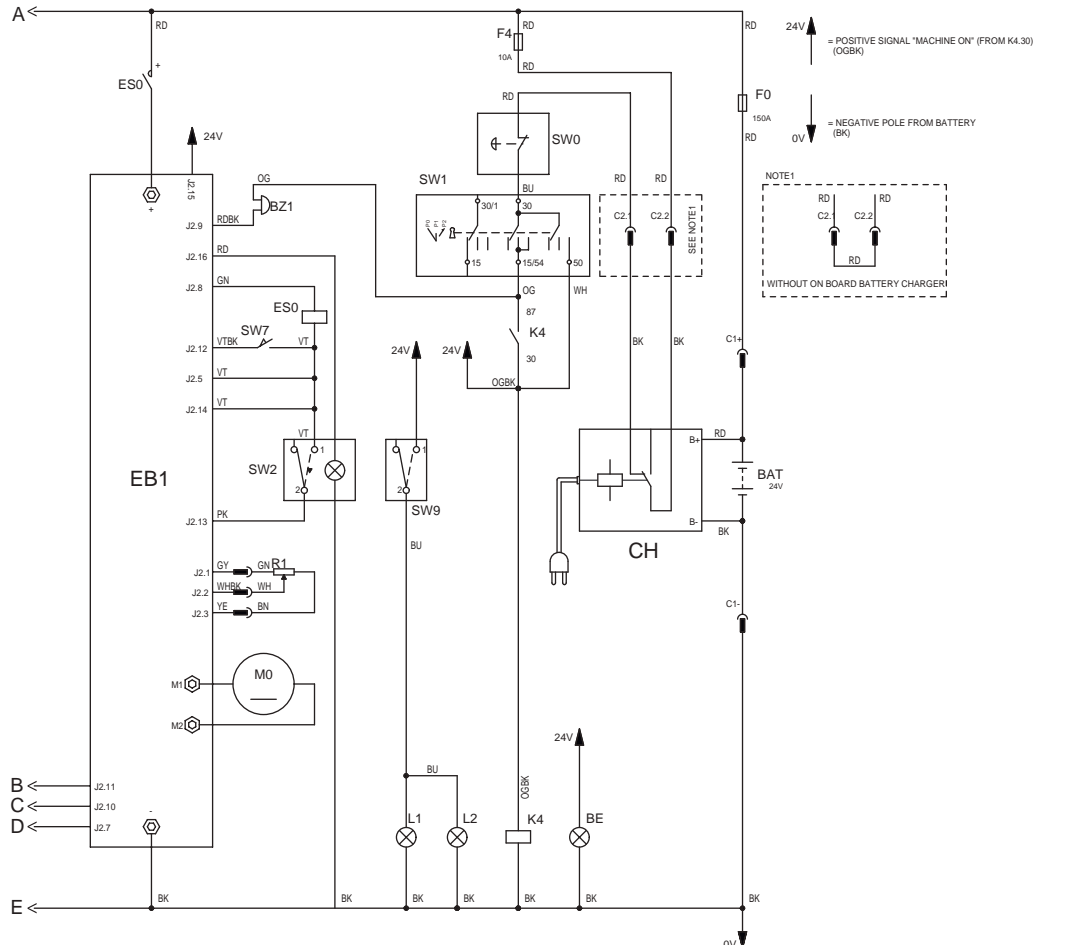 A
RD
RD
RD
24V
= POSITIVE SIGNAL "MACHINE ON" (FROM K4.30)
(OGBK)
F4
10A
RD
+
ES0
RD
F0
150A
RD
= NEGATIVE POLE FROM BATTERY
(BK)
0V
24V
SW0
SW1
BU
RD
RD
NOTE1
J2.15
+
OG
BZ1
30/1
30
P0
P1
P2
C2.1
C2.2
SEE NOTE1
RD
RD
C2.1
C2.2
J2.9
RDBK
J2.16
RD
15
15/54
50
RD
J2.8
GN
OG
WH
WITHOUT ON BOARD BATTERY CHARGER
ES0
87
K4
30
SW7
J2.12
VTBK
VT
24V
24V
BK
BK
C1+
J2.5
VT
OGBK
J2.14
VT
VT
1
SW2
2
1
2
SW9
B+
RD
BAT
24V
EB1
J2.13
PK
BU
B-
BK
CH
J2.1
GY
GN
R1
J2.2
WHBK
WH
J2.3
YE
BN
C1-
M0
M1
M2
24V
B
J2.11
BU
OGBK
C
J2.10
D
J2.7
-
L1
L2
K4
BE
E
BK
BK
BK
BK
BK
BK
BK
0V